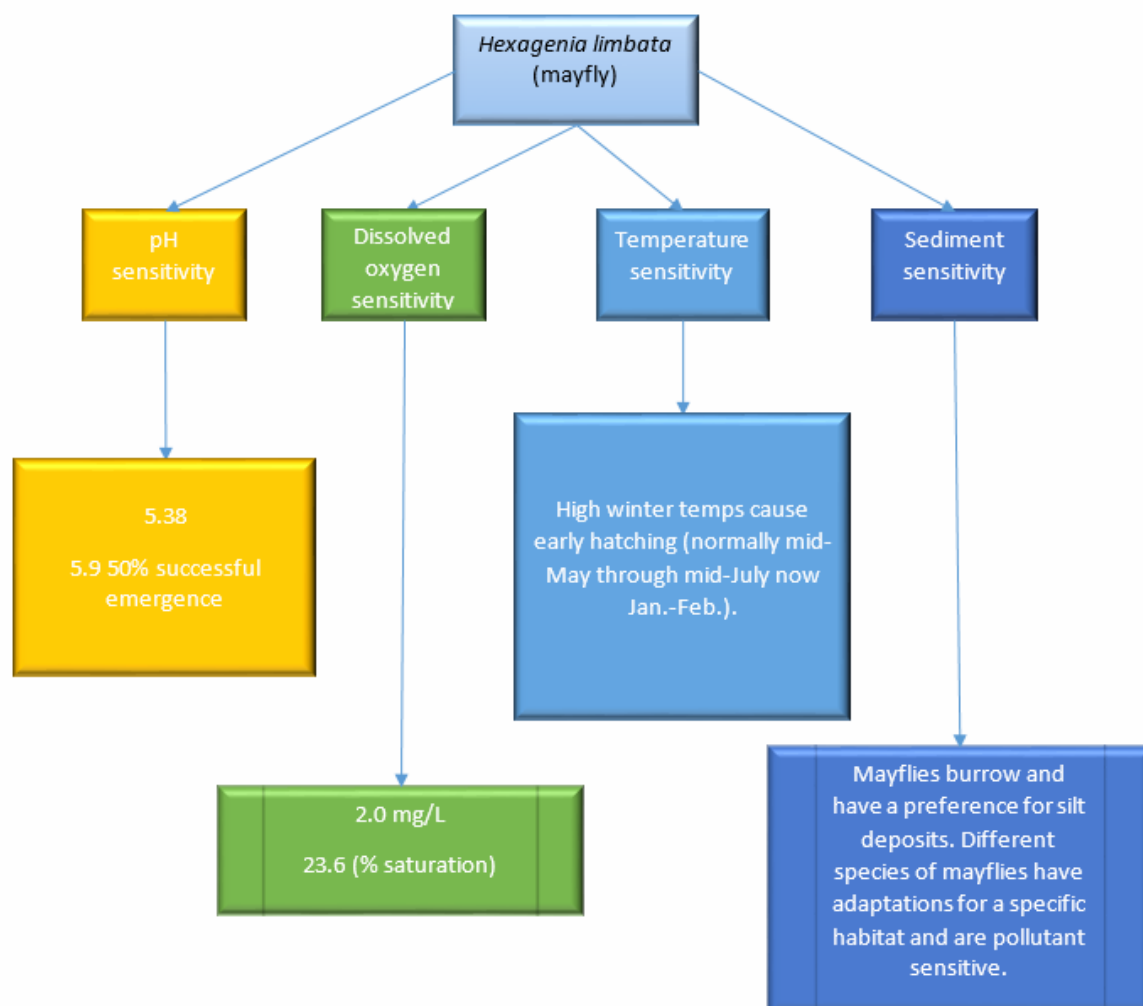 Hexagenia limbata
(mayfly)
pH
sensitivity
Dissolved
oxygen
sensitivity
Temperature
sensitivity
Sediment
sensitivity
5.38
5.9 50% successful
emergence
High winter temps cause
early hatching (normally mid-
May through mid-July now
Jan.-Feb.).
2.0 mg/L
23.6 (% saturation)
Mayflies burrow and
have a preference for silt
deposits. Different
species of mayflies have
adaptations for a specific
habitat and are pollutant
sensitive.